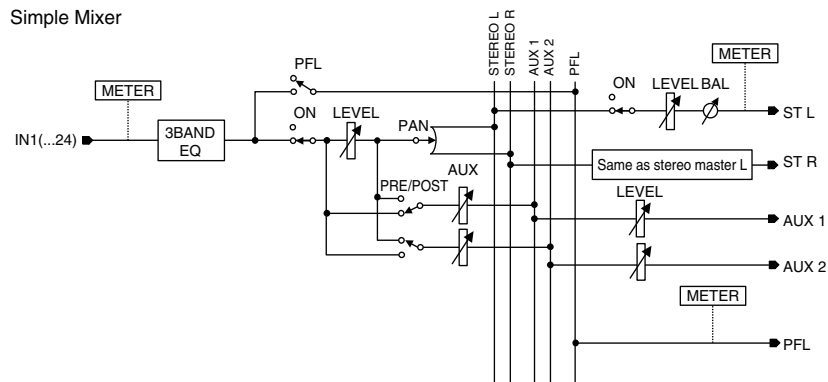 Simple Mixer
STEREO L
STEREO R
AUX 1
AUX 2
PFL
METER
METER
PFL
ON
LEVEL
BAL
ST L
ON
LEVEL
IN1(...24)
3BAND
EQ
PAN
Same as stereo master L
ST R
AUX
PRE/POST
LEVEL
AUX 1
AUX 2
METER
PFL